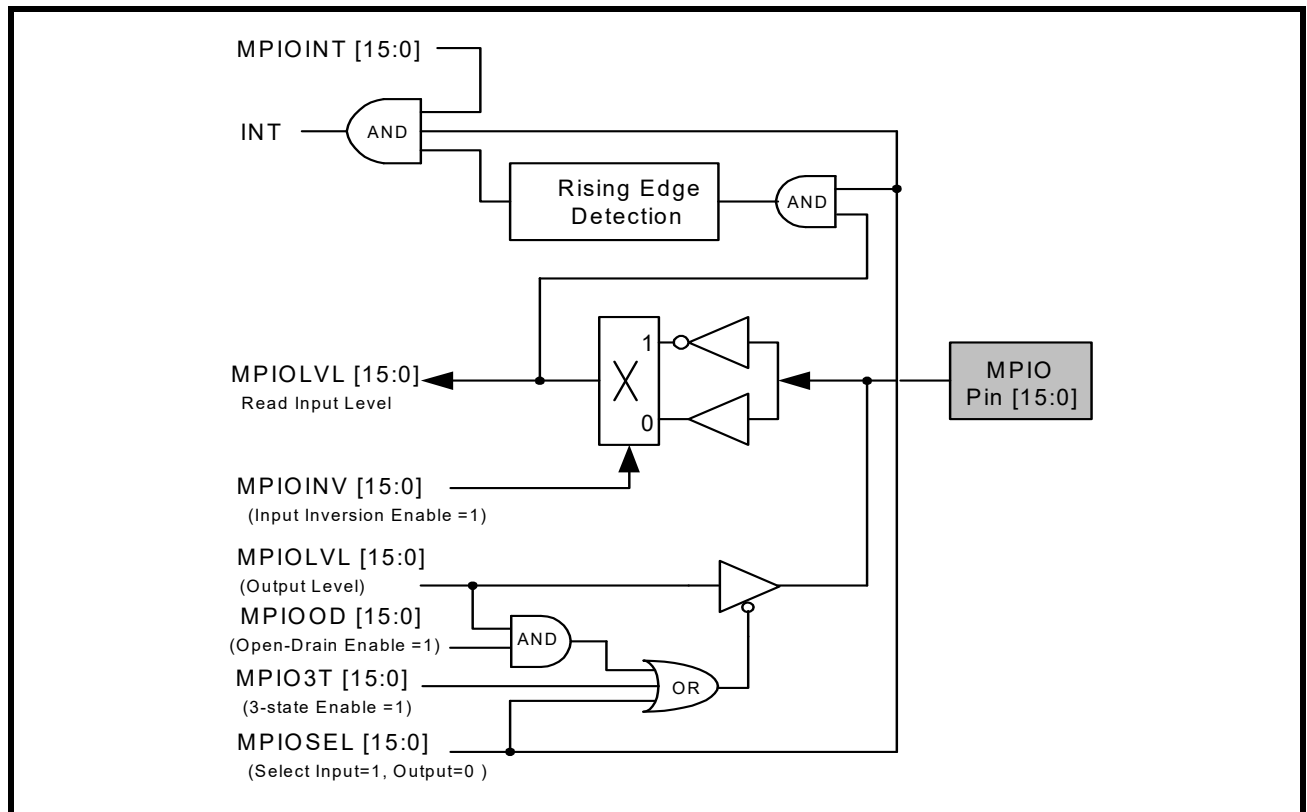 MPIOINT [15:0]
INT
AND
Rising Edge
Detection
AND
1
MPIOLVL [15:0]
Read Input Level
X
0
MPIO
Pin [15:0]
MPIOINV [15:0]
(Input Inversion Enable =1)
MPIOLVL [15:0]
(Output Level)
MPIOOD [15:0]
(Open-Drain Enable =1)
AND
MPIO3T [15:0]
(3-state Enable =1)
OR
MPIOSEL [15:0]
(Select Input=1, Output=0 )